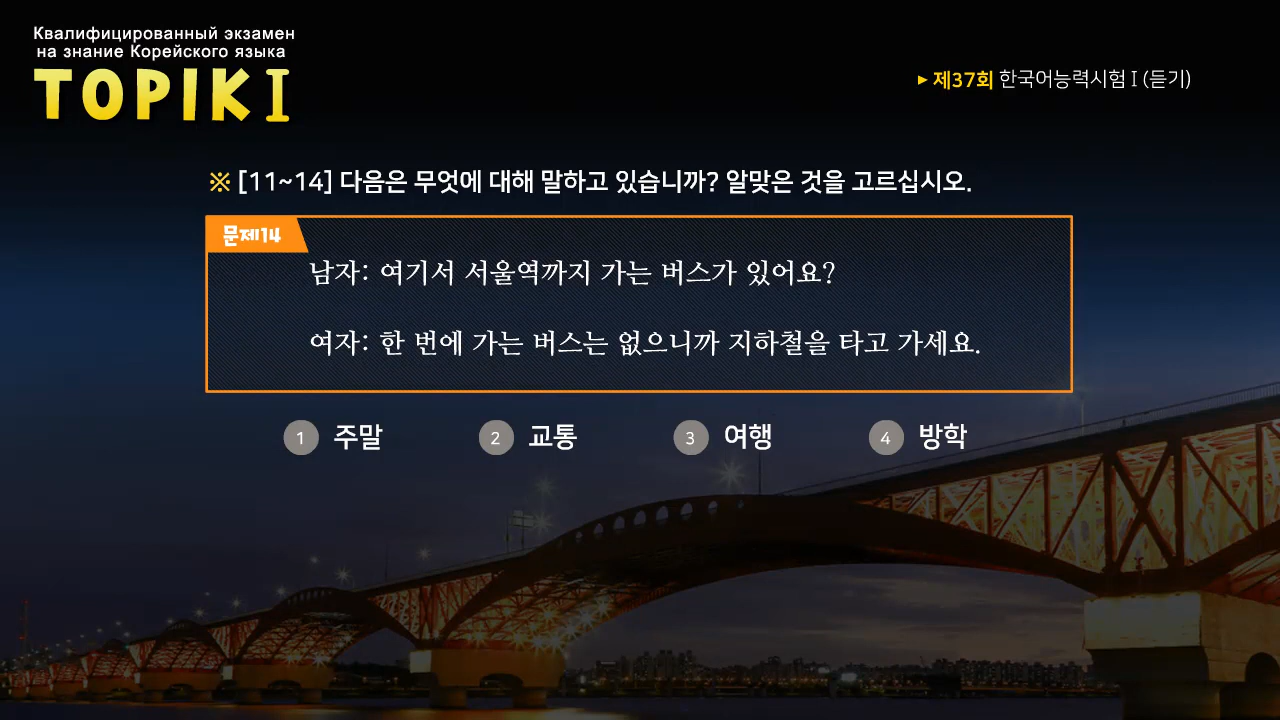 Квалифицированный экзамен
на знание Корейского языка
TOPIK I
▶ 제37회 한국어능력시험 I (듣기)
※ [11~14] 다음은 무엇에 대해 말하고 있습니까? 알맞은 것을 고르십시오.
문제14
남자: 여기서 서울역까지 가는 버스가 있어요?
여자: 한 번에 가는 버스는 없으니까 지하철을 타고 가세요.
1 주말 2 교통 3 여행 4 방학